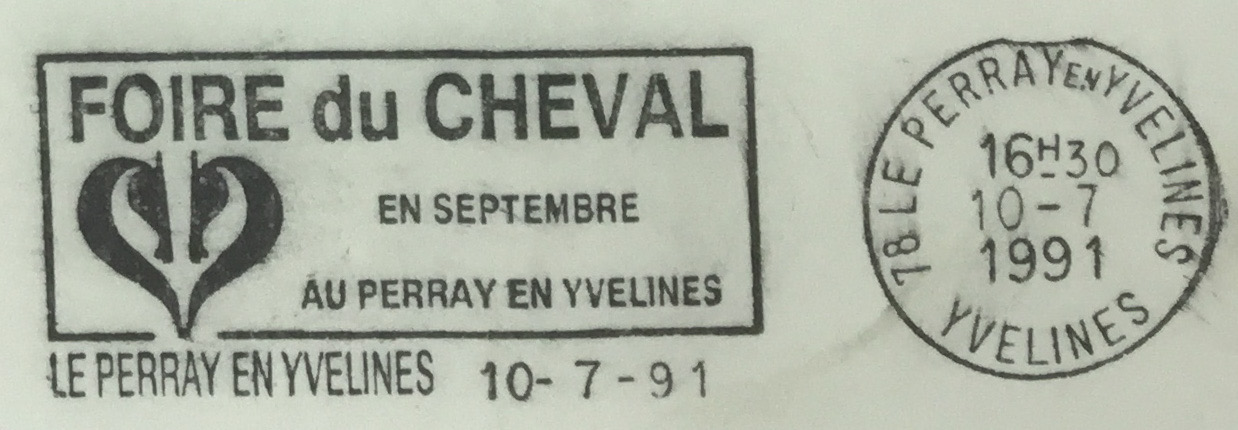 FOIRE du CHEVAL
EN SEPTEMBRE
AU PERRAY EN YVELINES
LE PERRAY EN YVELINES 10-7-91
78 LE PERRAY EN YVELINES
16H30
10-7
1991
YVELINES